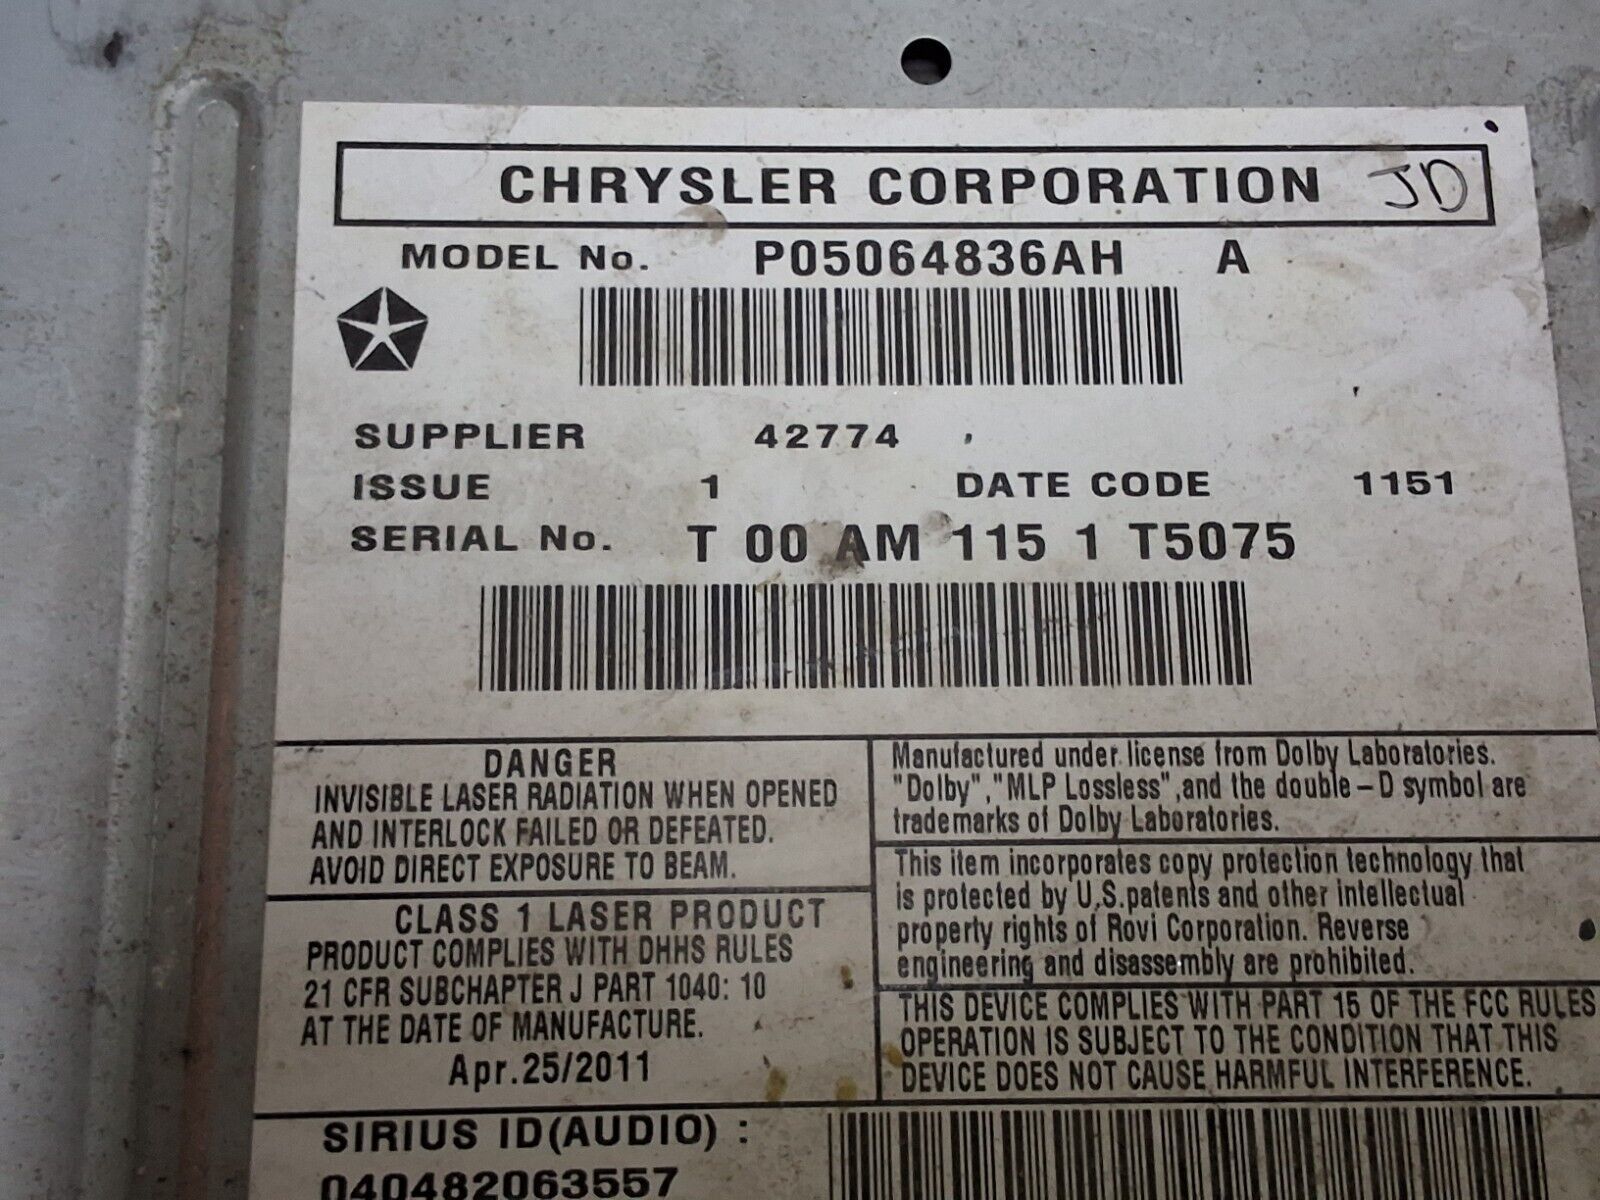 CHRYSLER CORPORATION JD
MODEL No. P05064836AH A
SUPPLIER 42774
ISSUE 1 DATE CODE 1151
SERIAL No. T 00 AM 115 1 T5075
DANGER
INVISIBLE LASER RADIATION WHEN OPENED
AND INTERLOCK FAILED OR DEFEATED.
AVOID DIRECT EXPOSURE TO BEAM.
CLASS 1 LASER PRODUCT
PRODUCT COMPLIES WITH DHHS RULES
21 CFR SUBCHAPTER J PART 1040: 10
AT THE DATE OF MANUFACTURE.
Apr.25/2011
Manufactured under license from Dolby Laboratories.
"Dolby","MLP Lossless",and the double-D symbol are
trademarks of Dolby Laboratories.
This item incorporates copy protection technology that
is protected by U.S.patents and other intellectual
property rights of Rovi Corporation. Reverse
engineering and disassembly are prohibited.
THIS DEVICE COMPLIES WITH PART 15 OF THE FCC RULES
OPERATION IS SUBJECT TO THE CONDITION THAT THIS
DEVICE DOES NOT CAUSE HARMFUL INTERFERENCE.
SIRIUS ID(AUDIO) :
040482063557